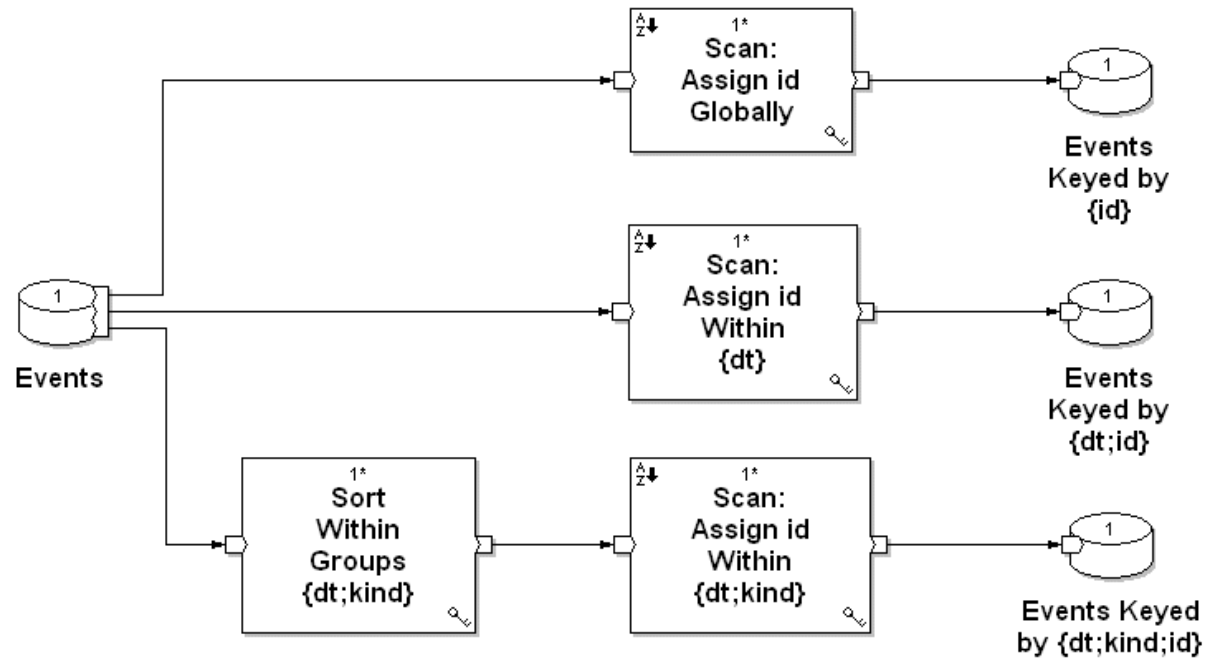 A
Z
1*
Scan:
Assign id
Globally
1
Events
Keyed by
{id}
1
Events
A
Z
1*
Scan:
Assign id
Within
{dt}
1
Events
Keyed by
{dt;id}
1*
Sort
Within
Groups
{dt;kind}
A
Z
1*
Scan:
Assign id
Within
{dt;kind}
1
Events Keyed
by {dt;kind;id}